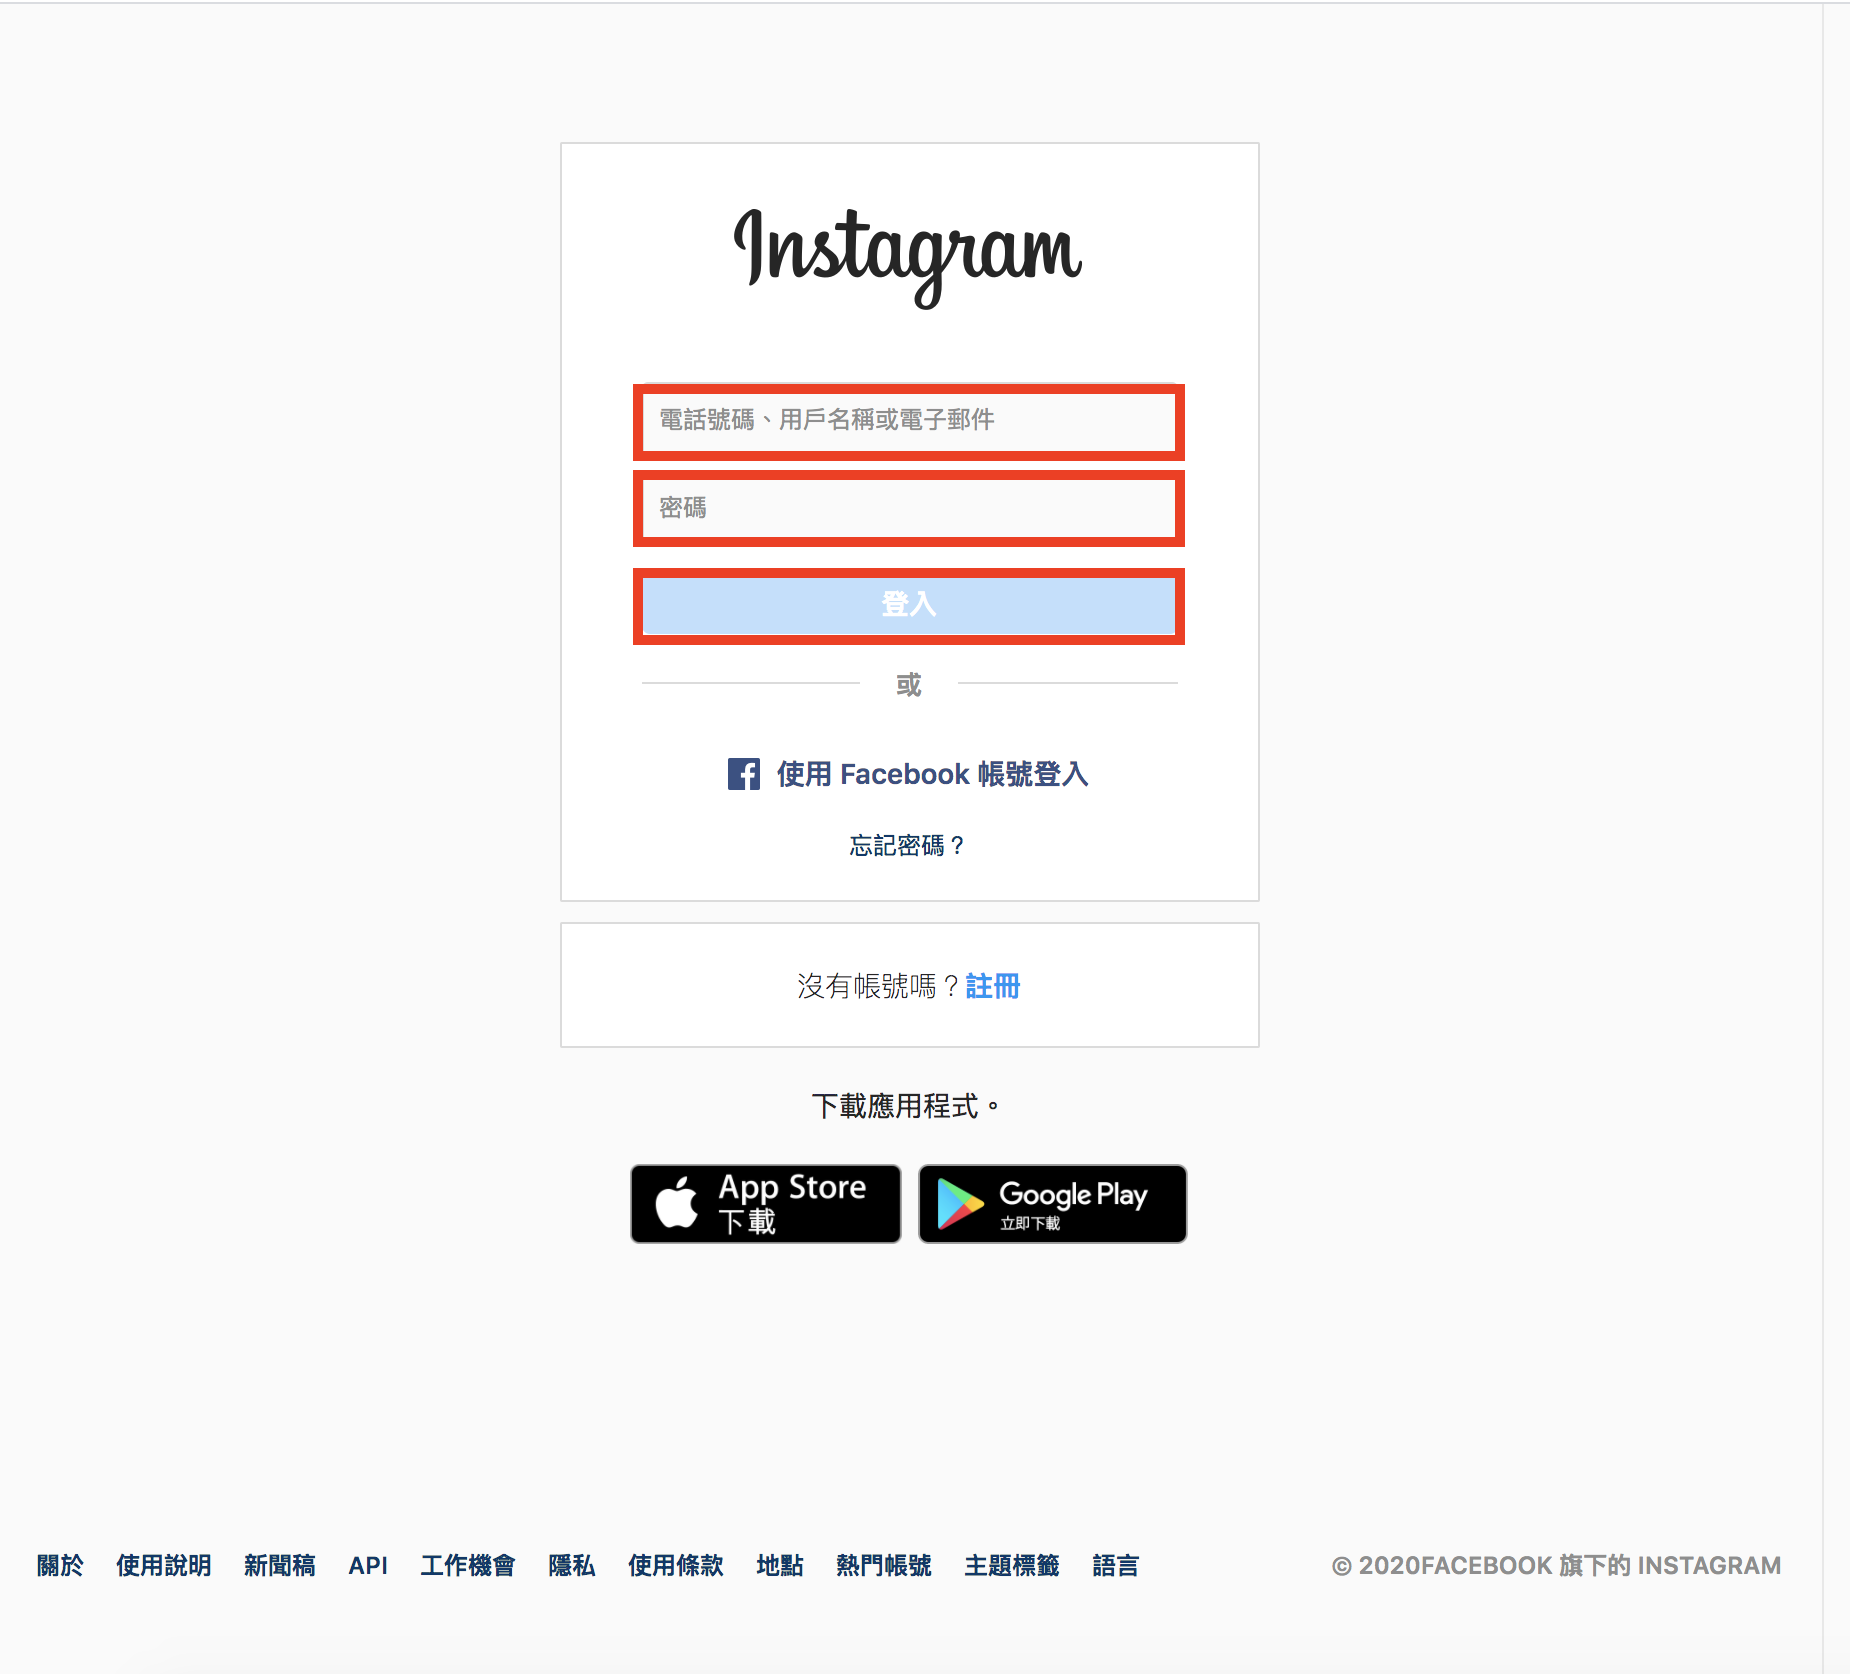 Instagram
電話號碼、用戶名稱或電子郵件
密碼
登入
或
使用 Facebook 帳號登入
忘記密碼？
沒有帳號嗎？註冊
下載應用程式。
App Store
下載
Google Play
立即下載
關於 使用說明 新聞稿 API 工作機會 隱私 使用條款 地點 熱門帳號 主題標籤 語言 © 2020FACEBOOK 旗下的 INSTAGRAM